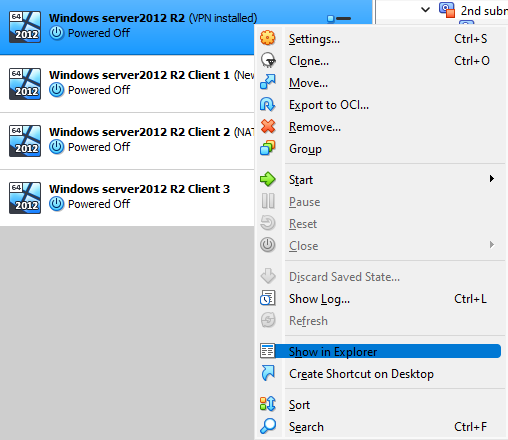 Windows server2012 R2 (VPN installed)
Powered Off
64
2012
Windows server2012 R2 Client 1 (Nev
Powered Off
64
2012
Windows server2012 R2 Client 2 (NAT
Powered Off
64
2012
Windows server2012 R2 Client 3
Powered Off
64
2012
2nd subn
Settings... Ctrl+S
Clone... Ctrl+O
Move...
Export to OCI...
Remove...
Group
Start
Pause
Reset
Close
Discard Saved State...
Show Log... Ctrl+L
Refresh
Show in Explorer
Create Shortcut on Desktop
Sort
Search Ctrl+F